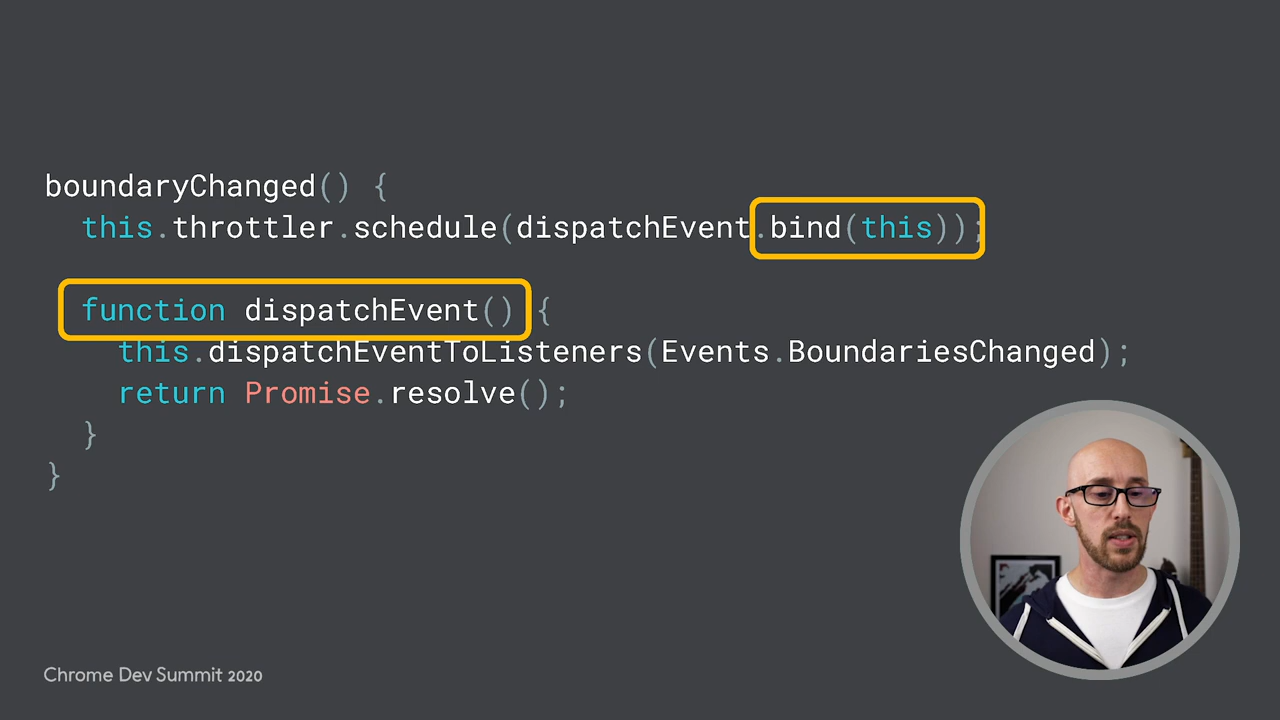 boundaryChanged() {
this.throttler.schedule(dispatchEvent.bind(this));
function dispatchEvent() {
this.dispatchEventToListeners(Events.BoundariesChanged);
return Promise.resolve();
}
}
Chrome Dev Summit 2020